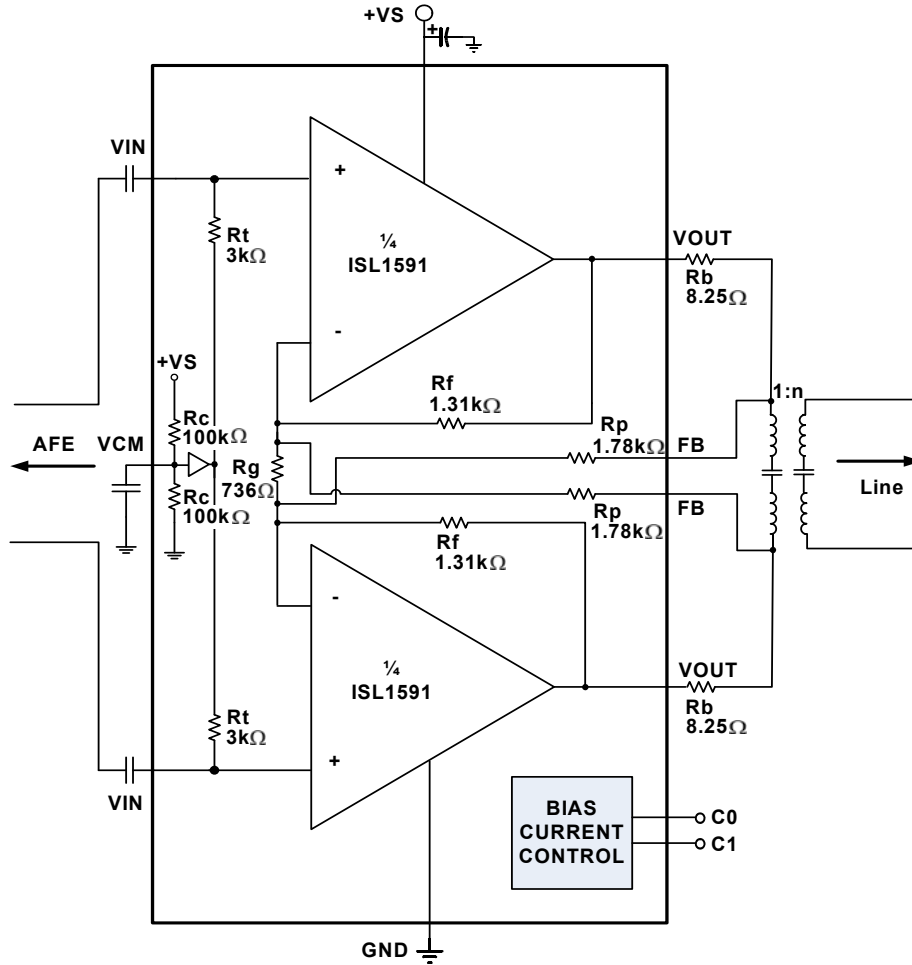 +VS
+
VIN
+
Rt
3kΩ
¼
ISL1591
VOUT
Rb
8.25Ω
-
+VS
Rf
1.31kΩ
1:n
Rc
100kΩ
Rp
1.78kΩ
FB
AFE
VCM
Rg
736Ω
Line
Rc
100kΩ
Rp
1.78kΩ
FB
Rf
1.31kΩ
-
¼
ISL1591
VOUT
Rb
8.25Ω
Rt
3kΩ
+
VIN
BIAS
CURRENT
CONTROL
C0
C1
GND